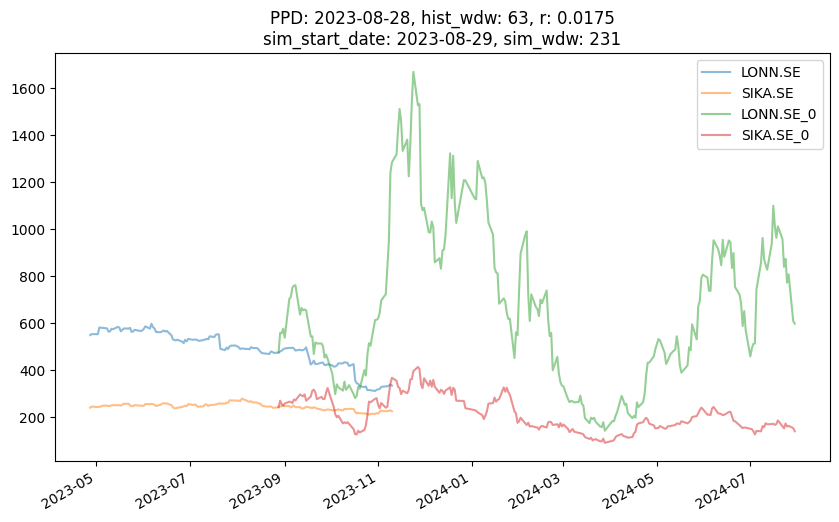 PPD: 2023-08-28, hist_wdw: 63, r: 0.0175
sim_start_date: 2023-08-29, sim_wdw: 231
LONN.SE
SIKA.SE
LONN.SE_0
SIKA.SE_0
1600
1400
1200
1000
800
600
400
200
2023-05
2023-07
2023-09
2023-11
2024-01
2024-03
2024-05
2024-07